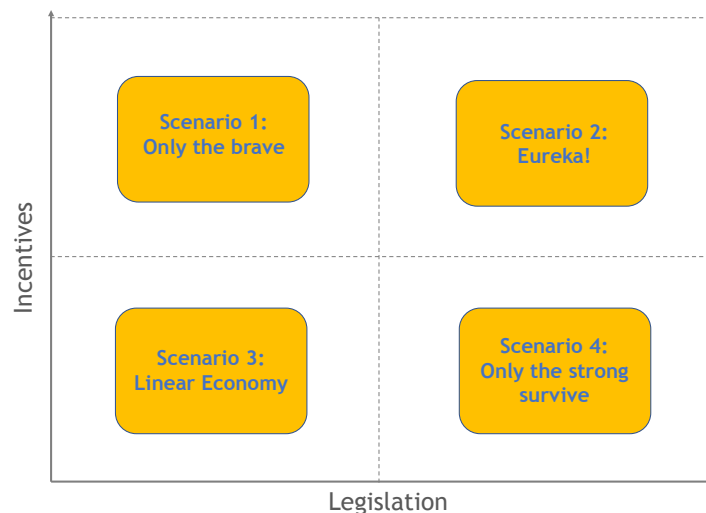 Scenario 1:
Only the brave
Scenario 2:
Eureka!
Incentives
Scenario 3:
Linear Economy
Scenario 4:
Only the strong
survive
Legislation